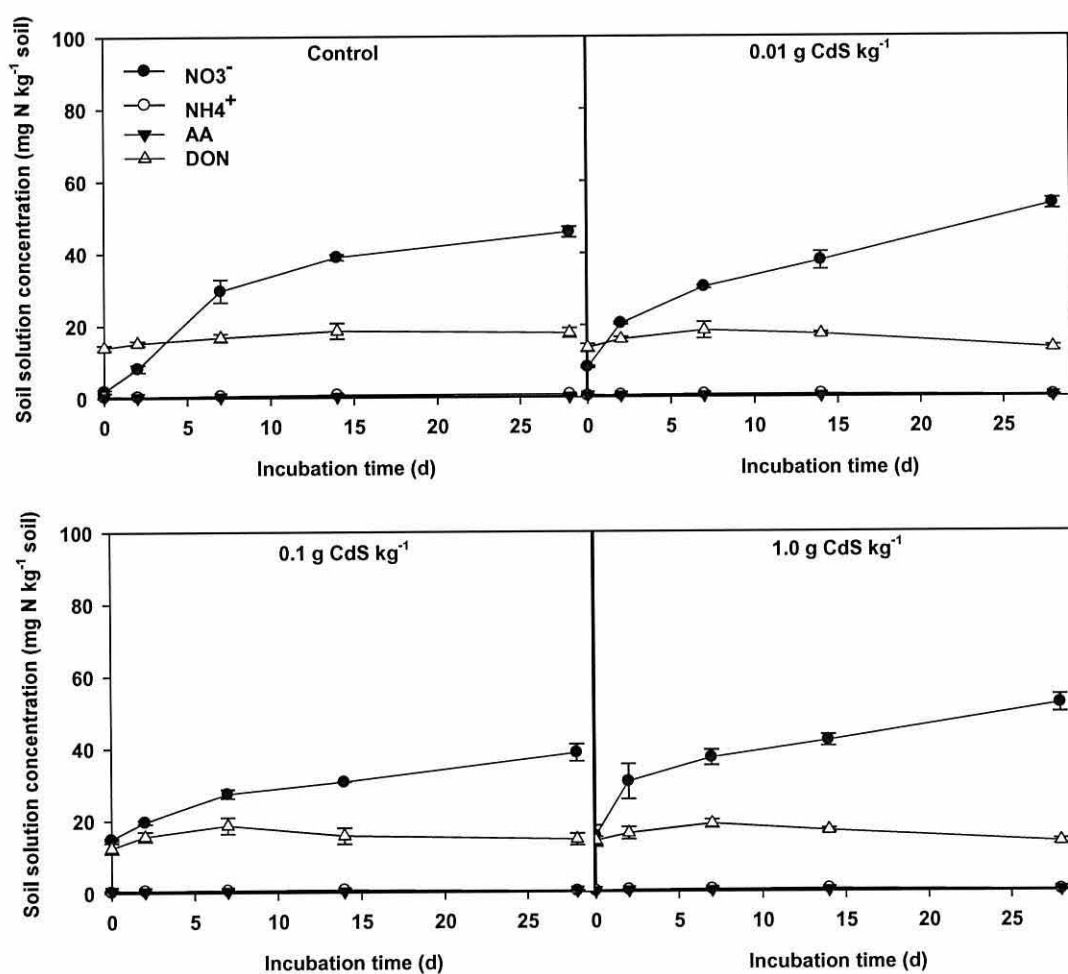 Soil solution concentration (mg N kg⁻¹ soil)
100
80
60
40
20
0
Control
NO3⁻
NH4⁺
AA
DON
0.01 g CdS kg⁻¹
0 5 10 15 20 25 0 5 10 15 20 25
Incubation time (d) Incubation time (d)
Soil solution concentration (mg N kg⁻¹ soil)
100
80
60
40
20
0
0.1 g CdS kg⁻¹
1.0 g CdS kg⁻¹
0 5 10 15 20 25 0 5 10 15 20 25
Incubation time (d) Incubation time (d)